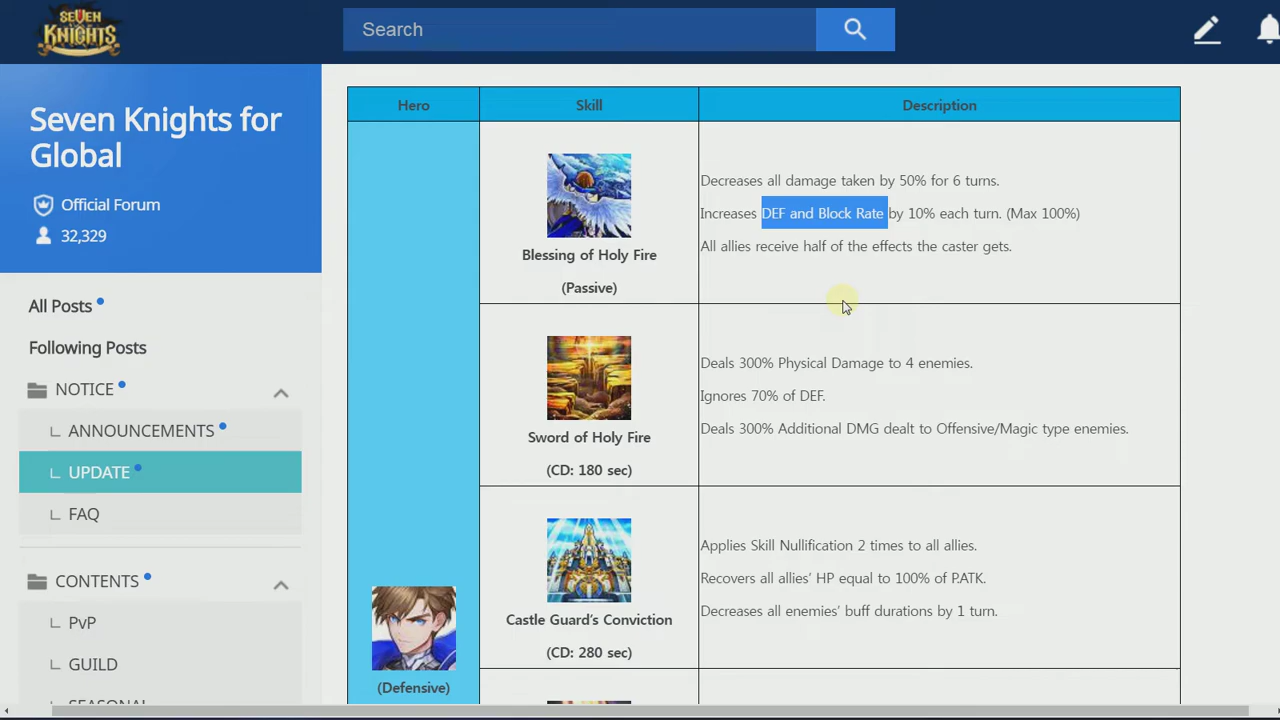 SEVEN
KNIGHTS
Search
Seven Knights for
Global
Official Forum
32,329
All Posts
Following Posts
NOTICE
ANNOUNCEMENTS
UPDATE
FAQ
CONTENTS
PvP
GUILD
SEASONAL
Hero
Skill
Description
Blessing of Holy Fire
(Passive)
Decreases all damage taken by 50% for 6 turns.
Increases DEF and Block Rate by 10% each turn. (Max 100%)
All allies receive half of the effects the caster gets.
Sword of Holy Fire
(CD: 180 sec)
Deals 300% Physical Damage to 4 enemies.
Ignores 70% of DEF.
Deals 300% Additional DMG dealt to Offensive/Magic type enemies.
Castle Guard's Conviction
(CD: 280 sec)
Applies Skill Nullification 2 times to all allies.
Recovers all allies' HP equal to 100% of P.ATK.
Decreases all enemies' buff durations by 1 turn.
(Defensive)